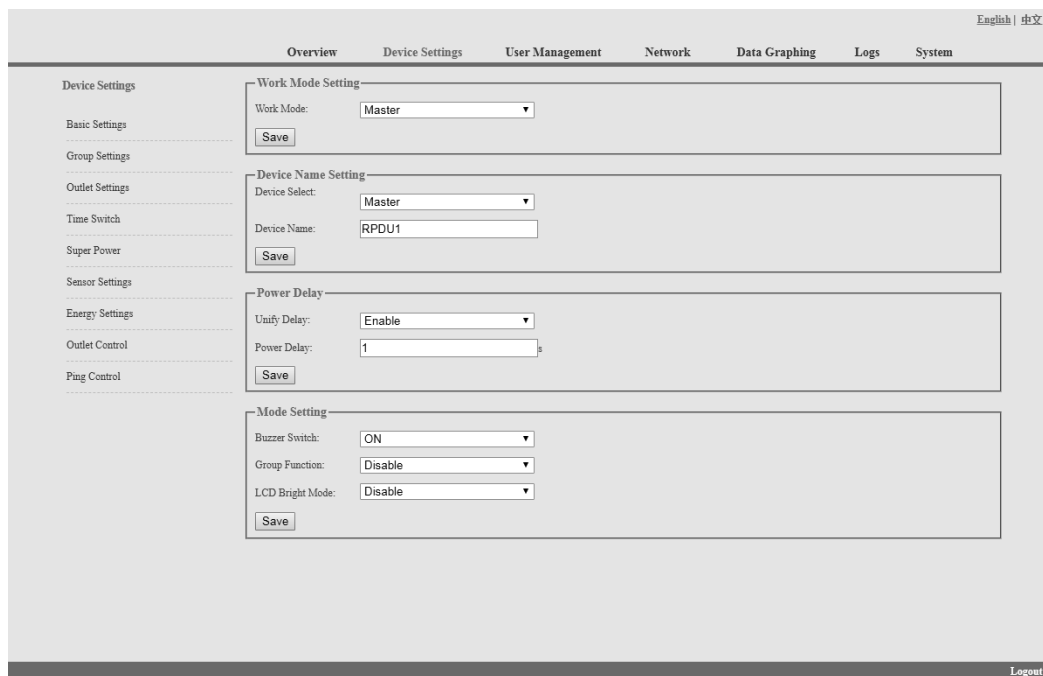 English | 中文
Overview Device Settings User Management Network Data Graphing Logs System
Device Settings
Basic Settings
Group Settings
Outlet Settings
Time Switch
Super Power
Sensor Settings
Energy Settings
Outlet Control
Ping Control
Work Mode Setting
Work Mode: Master
Save
Device Name Setting
Device Select: Master
Device Name: RPDU1
Save
Power Delay
Unify Delay: Enable
Power Delay: 1 s
Save
Mode Setting
Buzzer Switch: ON
Group Function: Disable
LCD Bright Mode: Disable
Save
Logout